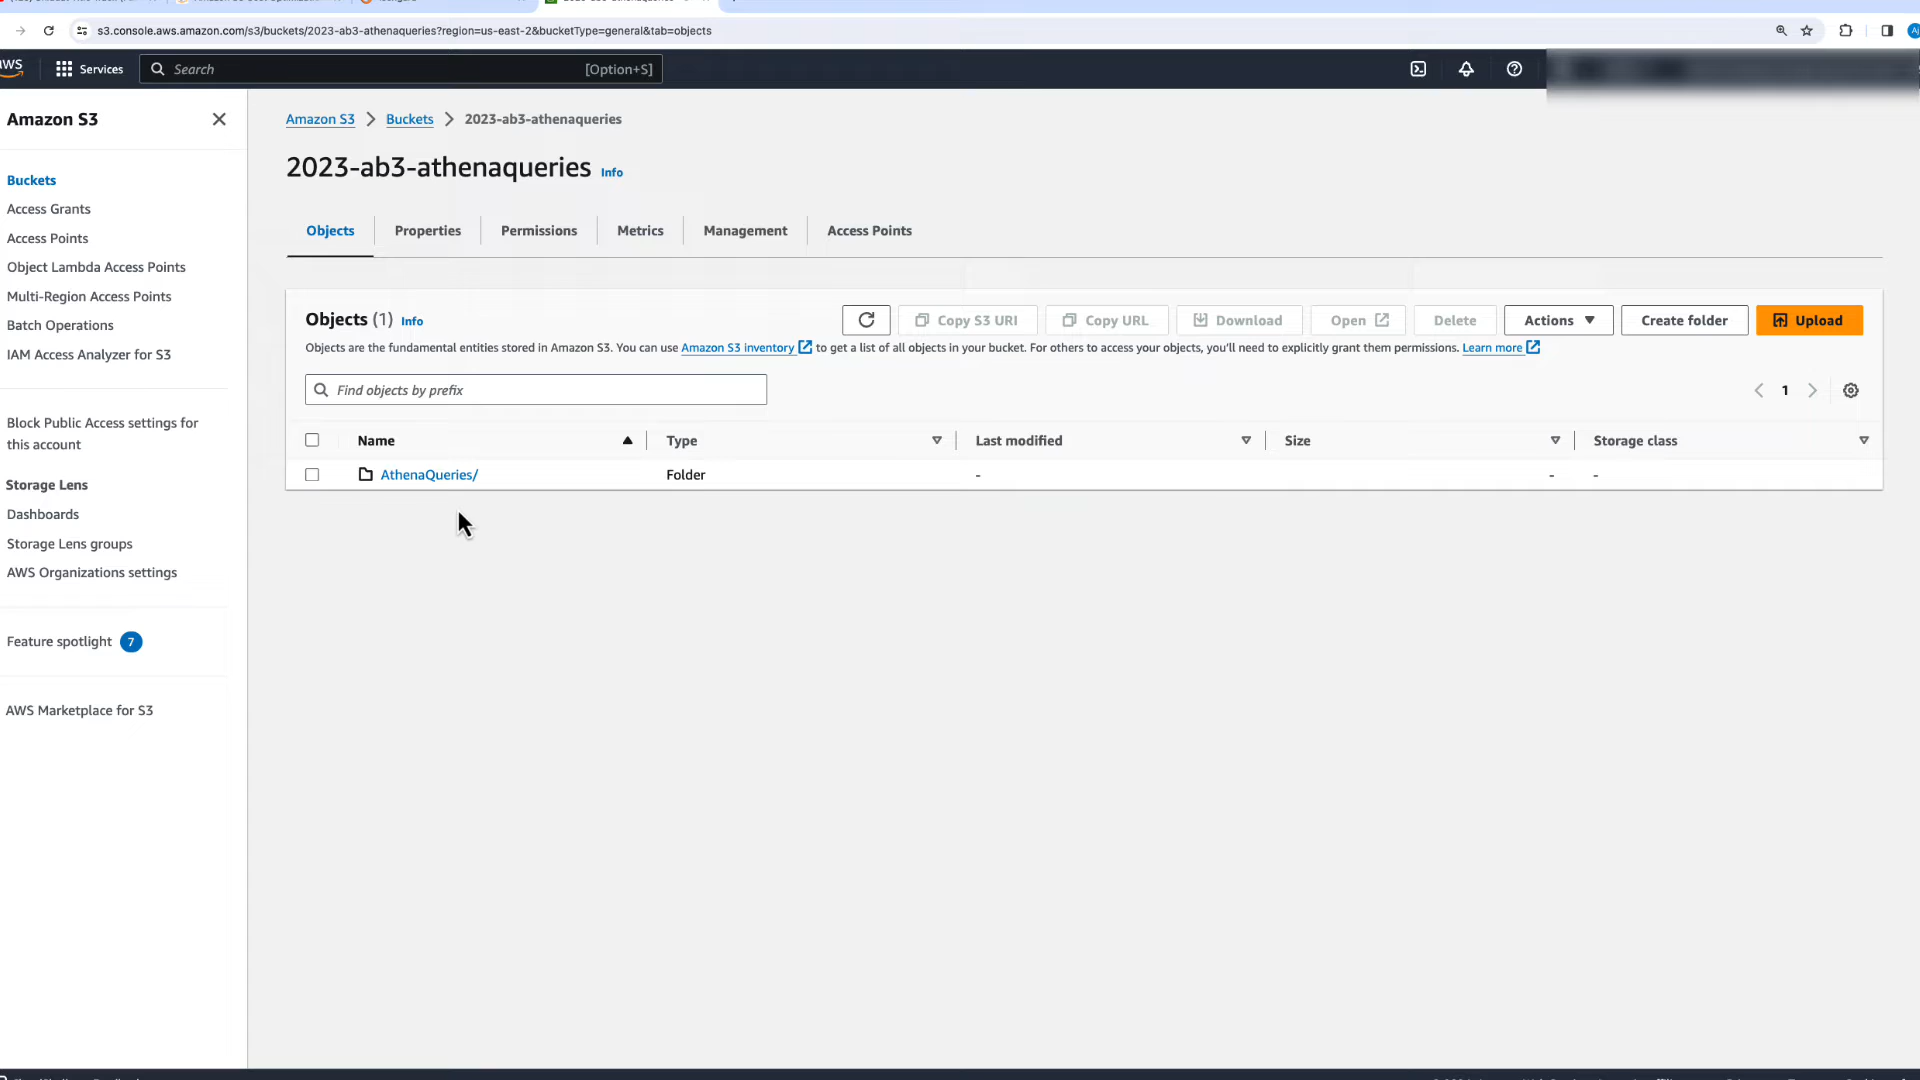 s3.console.aws.amazon.com/s3/buckets/2023-ab3-athenaqueries?region=us-east-2&bucketType=general&tab=objects
aws
Services
Search
[Option+S]
Amazon S3
Buckets
Access Grants
Access Points
Object Lambda Access Points
Multi-Region Access Points
Batch Operations
IAM Access Analyzer for S3
Block Public Access settings for
this account
Storage Lens
Dashboards
Storage Lens groups
AWS Organizations settings
Feature spotlight 7
AWS Marketplace for S3
Amazon S3 > Buckets > 2023-ab3-athenaqueries
2023-ab3-athenaqueries Info
Objects Properties Permissions Metrics Management Access Points
Objects (1) Info
Copy S3 URI Copy URL Download Open Delete Actions Create folder Upload
Objects are the fundamental entities stored in Amazon S3. You can use Amazon S3 inventory to get a list of all objects in your bucket. For others to access your objects, you'll need to explicitly grant them permissions. Learn more
Find objects by prefix
1
Name Type Last modified Size Storage class
AthenaQueries/ Folder - - -